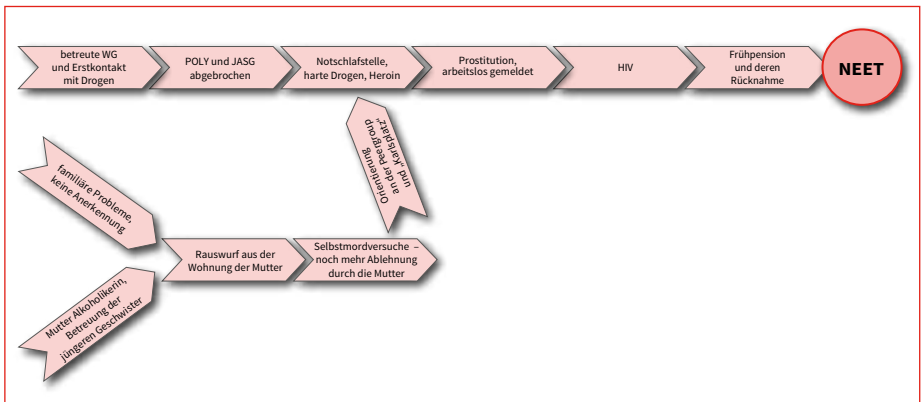 betreute WG
und Erstkontakt
mit Drogen
POLY und JASG
abgebrochen
Notschlafstelle,
harte Drogen, Heroin
Prostitution,
arbeitslos gemeldet
HIV
Frühpension
und deren
Rücknahme
NEET
Orientierung
an der Peergroup
und „Karlsplatz“
familiäre Probleme,
keine Anerkennung
Rauswurf aus der
Wohnung der Mutter
Selbstmordversuche –
noch mehr Ablehnung
durch die Mutter
Mutter Alkoholikerin,
Betreuung der
jüngeren Geschwister